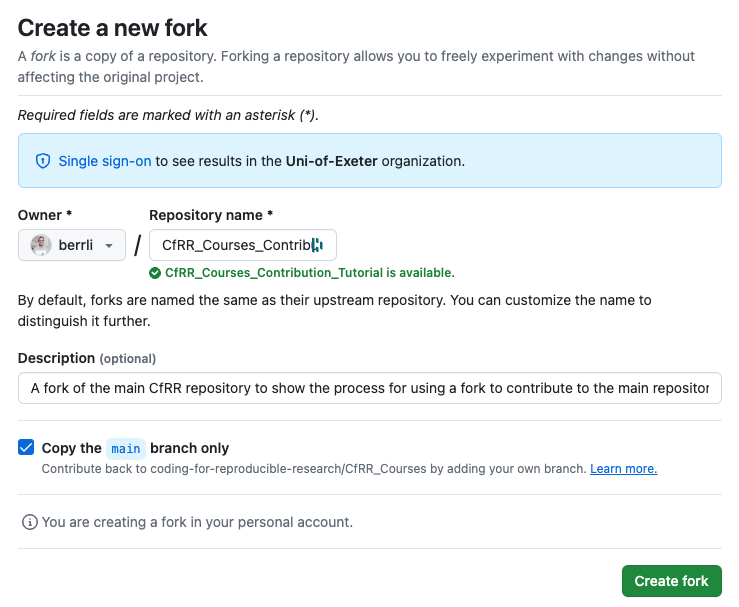 Create a new fork
A fork is a copy of a repository. Forking a repository allows you to freely experiment with changes without
affecting the original project.
Required fields are marked with an asterisk (*).
Single sign-on to see results in the Uni-of-Exeter organization.
Owner * Repository name *
berrli / CfRR_Courses_Contrib
CfRR_Courses_Contribution_Tutorial is available.
By default, forks are named the same as their upstream repository. You can customize the name to
distinguish it further.
Description (optional)
A fork of the main CfRR repository to show the process for using a fork to contribute to the main repositor
Copy the main branch only
Contribute back to coding-for-reproducible-research/CfRR_Courses by adding your own branch. Learn more.
You are creating a fork in your personal account.
Create fork